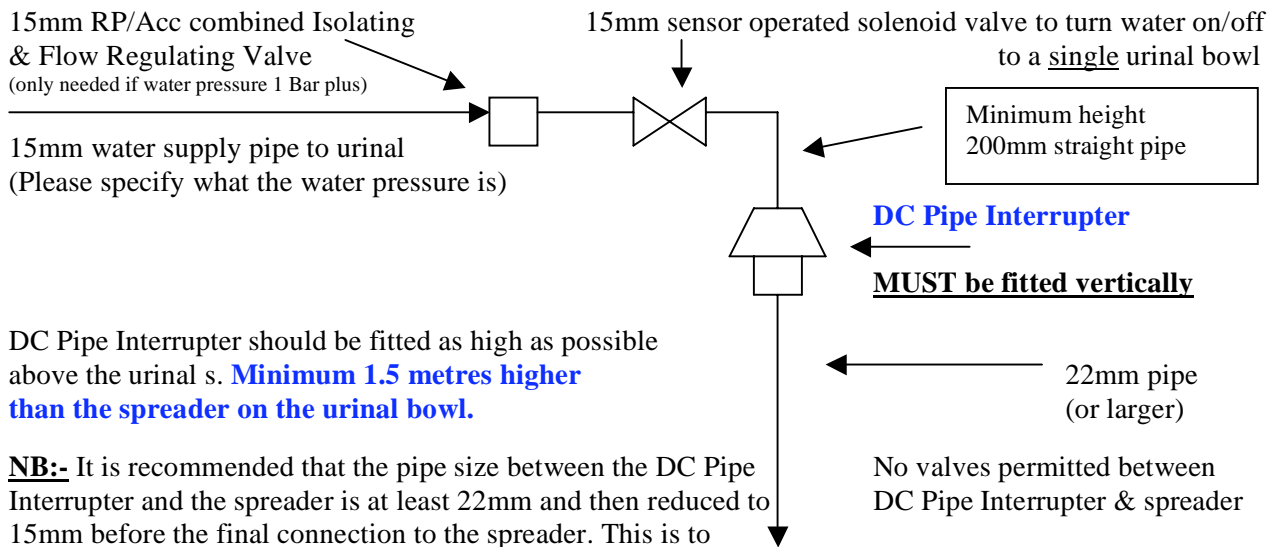 15mm RP/Acc combined Isolating
& Flow Regulating Valve
(only needed if water pressure 1 Bar plus)
15mm sensor operated solenoid valve to turn water on/off
to a single urinal bowl
Minimum height
200mm straight pipe
15mm water supply pipe to urinal
(Please specify what the water pressure is)
DC Pipe Interrupter
MUST be fitted vertically
DC Pipe Interrupter should be fitted as high as possible
above the urinal s. Minimum 1.5 metres higher
than the spreader on the urinal bowl.
22mm pipe
(or larger)
NB:- It is recommended that the pipe size between the DC Pipe
Interrupter and the spreader is at least 22mm and then reduced to
15mm before the final connection to the spreader. This is to
No valves permitted between
DC Pipe Interrupter & spreader